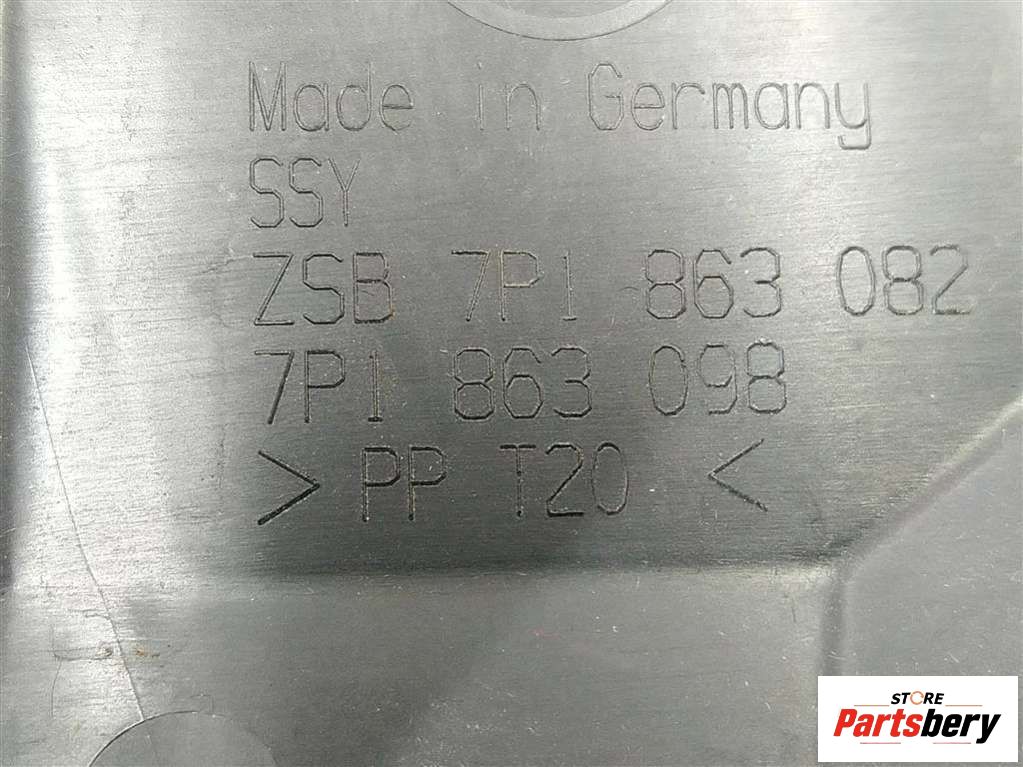 Made in Germany
SSY
ZSB 7P1 863 082
7P1 863 098
> PP T20 <
STORE
Partsbery